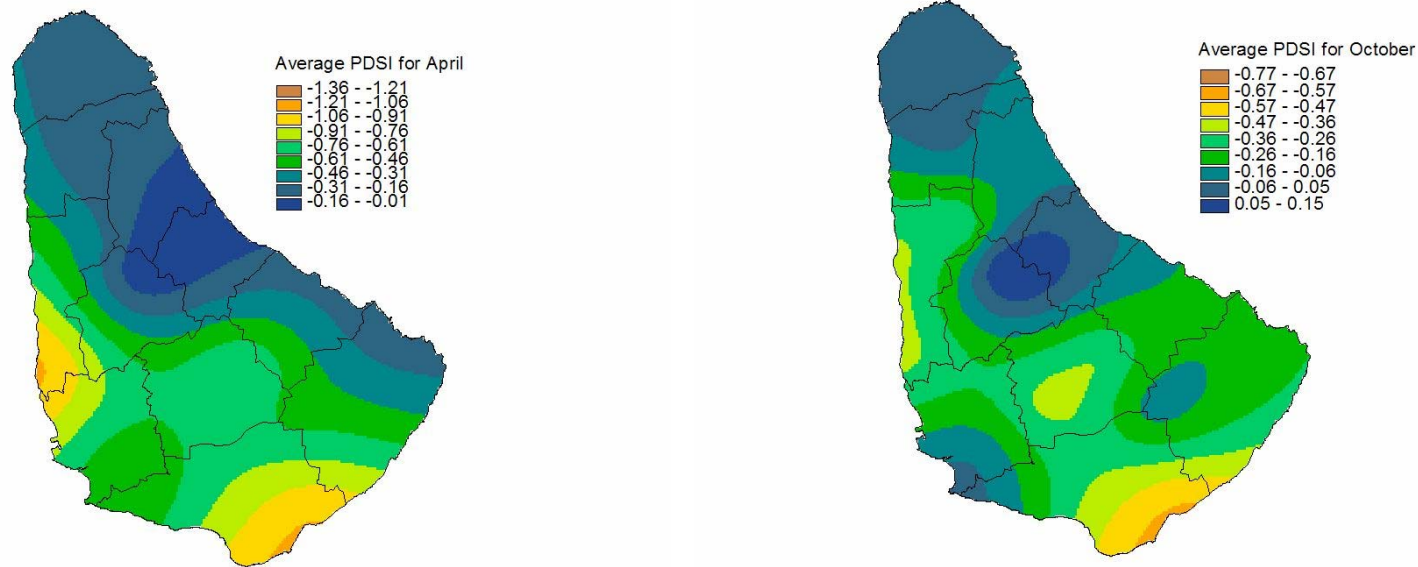 Average PDSI for April
-1.36 - -1.21
-1.21 - -1.06
-1.06 - -0.91
-0.91 - -0.76
-0.76 - -0.61
-0.61 - -0.46
-0.46 - -0.31
-0.31 - -0.16
-0.16 - -0.01
Average PDSI for October
-0.77 - -0.67
-0.67 - -0.57
-0.57 - -0.47
-0.47 - -0.36
-0.36 - -0.26
-0.26 - -0.16
-0.16 - -0.06
-0.06 - 0.05
0.05 - 0.15